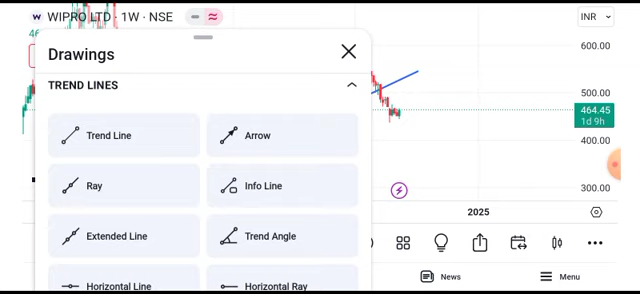 WIPRO LTD · 1W · NSE
INR
46
Drawings
TREND LINES
Trend Line
Arrow
Ray
Info Line
Extended Line
Trend Angle
Horizontal Line
Horizontal Ray
600.00
500.00
464.45
1d 9h
400.00
300.00
2025
News
Menu